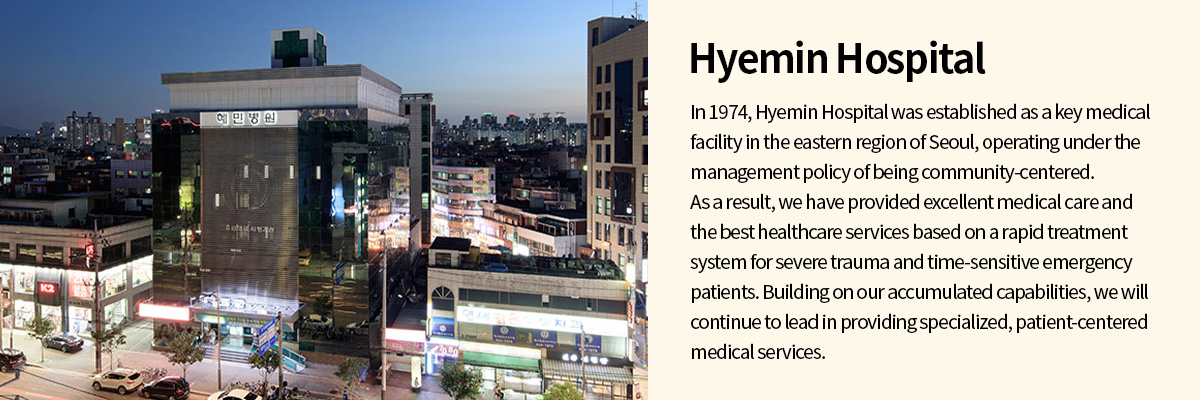 혜민병원
K2
Hyemin Hospital
In 1974, Hyemin Hospital was established as a key medical
facility in the eastern region of Seoul, operating under the
management policy of being community-centered.
As a result, we have provided excellent medical care and
the best healthcare services based on a rapid treatment
system for severe trauma and time-sensitive emergency
patients. Building on our accumulated capabilities, we will
continue to lead in providing specialized, patient-centered
medical services.